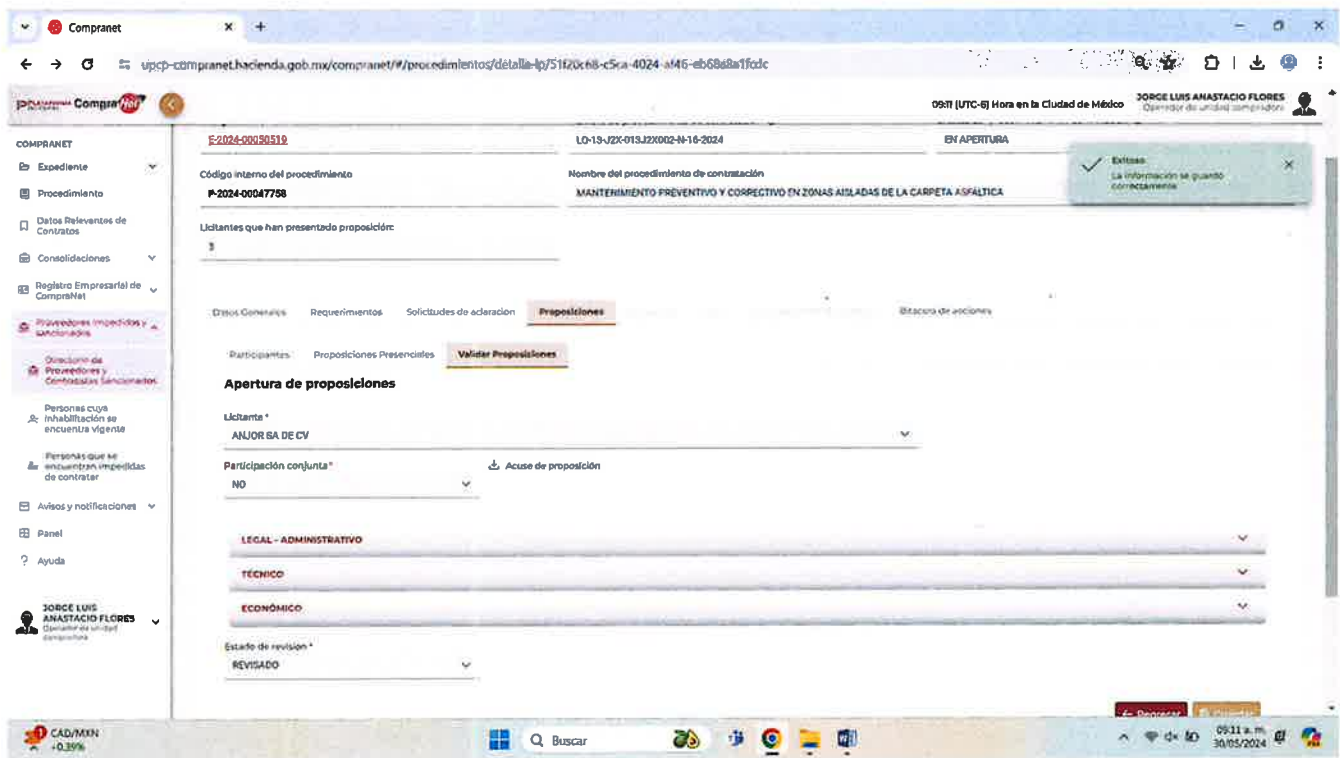 Compranet
upcp-compranet.hacienda.gob.mx/compranet/#/procedimientos/detalle-lp/51f20c68-c5ca-4024-af46-eb68a8a1fcdc
CompraNet
09:11 (UTC-6) Hora en la Ciudad de México
JORGE LUIS ANASTACIO FLORES
Operador de unidad compradora
COMPRANET
Expediente
Procedimiento
Datos Relevantes de
Contratos
Consolidaciones
Registro Empresarial de
CompraNet
Proveedores impedidos y
sancionados
Directorio de
Proveedores y
Contratistas Sancionados
Personas cuya
inhabilitación se
encuentra vigente
Personas que se
encuentran impedidas
de contratar
Avisos y notificaciones
Panel
Ayuda
JORGE LUIS
ANASTACIO FLORES
Operador de unidad
compradora
E-2024-00050519
LO-13-J2X-013J2X002-N-16-2024
EN APERTURA
Exitoso
La información se guardó
correctamente
Código interno del procedimiento
P-2024-00047758
Nombre del procedimiento de contratación
MANTENIMIENTO PREVENTIVO Y CORRECTIVO EN ZONAS AISLADAS DE LA CARPETA ASFÁLTICA
Licitantes que han presentado proposición:
3
Datos Generales
Requerimientos
Solicitudes de aclaración
Proposiciones
Bitácora de acciones
Participantes
Proposiciones Presenciales
Validar Proposiciones
Apertura de proposiciones
Licitante *
ANJOR SA DE CV
Participación conjunta *
NO
Acuse de proposición
LEGAL - ADMINISTRATIVO
TÉCNICO
ECONÓMICO
Estado de revisión *
REVISADO
Regresar
Guardar
CAD/MXN
+0.39%
Buscar
09:11 a. m.
30/05/2024